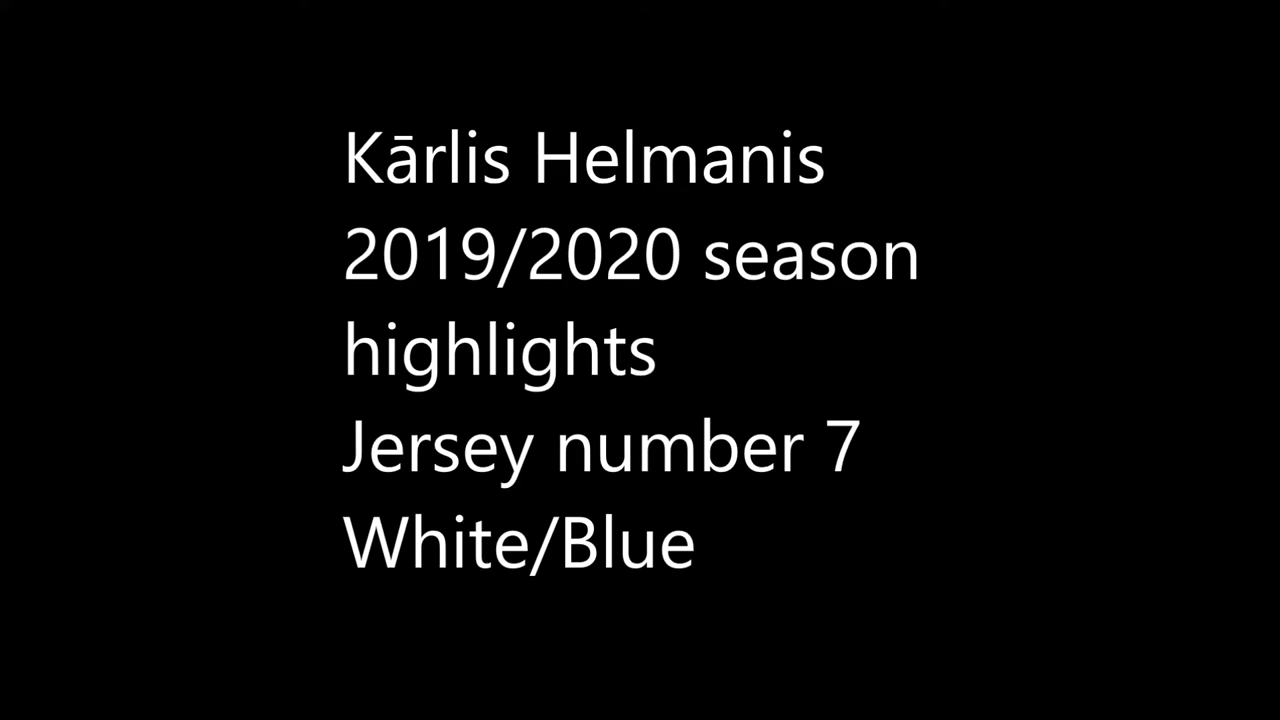 Kārlis Helmanis
2019/2020 season
highlights
Jersey number 7
White/Blue